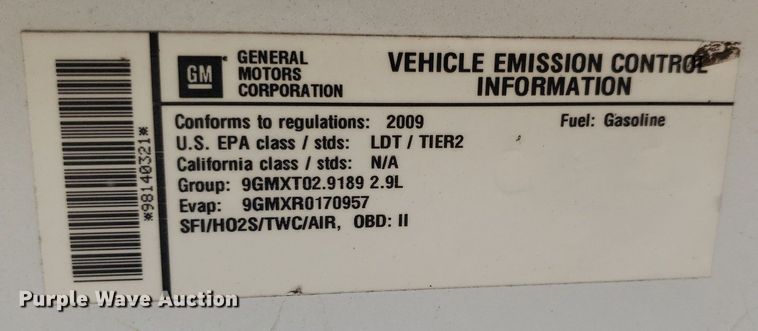 GM
GENERAL
MOTORS
CORPORATION
VEHICLE EMISSION CONTROL
INFORMATION
*98140321*
Conforms to regulations: 2009 Fuel: Gasoline
U.S. EPA class / stds: LDT / TIER2
California class / stds: N/A
Group: 9GMXT02.9189 2.9L
Evap: 9GMXR0170957
SFI/HO2S/TWC/AIR, OBD: II
Purple Wave Auction